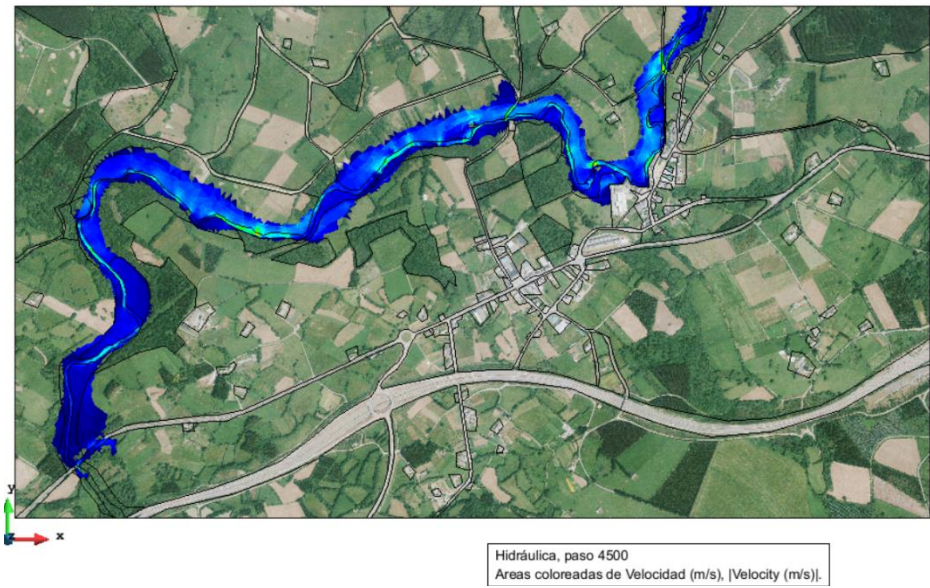 y
z
x
Hidráulica, paso 4500
Areas coloreadas de Velocidad (m/s), |Velocity (m/s)|.